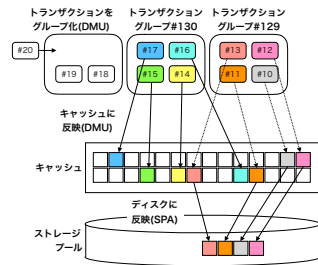 トランザクションを
グループ化(DMU)
トランザクション
グループ#130
トランザクション
グループ#129
#20
#17
#16
#13
#12
#19
#18
#15
#14
#11
#10
キャッシュに
反映(DMU)
キャッシュ
ディスクに
反映(SPA)
ストレージ
プール